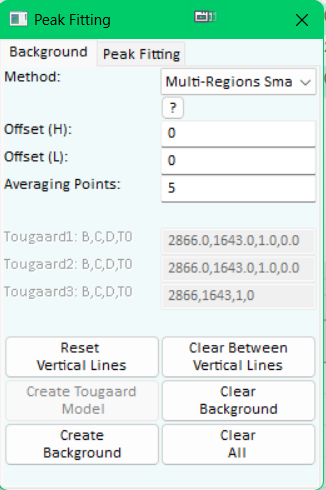 Peak Fitting
Background Peak Fitting
Method: Multi-Regions Sma
?
Offset (H): 0
Offset (L): 0
Averaging Points: 5
Tougaard1: B,C,D,T0 2866.0,1643.0,1.0,0.0
Tougaard2: B,C,D,T0 2866.0,1643.0,1.0,0.0
Tougaard3: B,C,D,T0 2866,1643,1,0
Reset
Vertical Lines
Clear Between
Vertical Lines
Create Tougaard
Model
Clear
Background
Create
Background
Clear
All